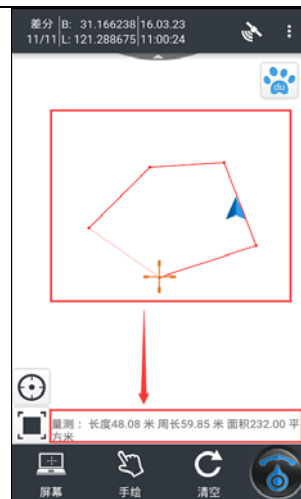 差分 B: 31.166238 16.03.23
11/11 L: 121.288675 11:00:24
du
量测： 长度48.08 米 周长59.85 米 面积232.00 平
方米
屏幕 手绘 清空